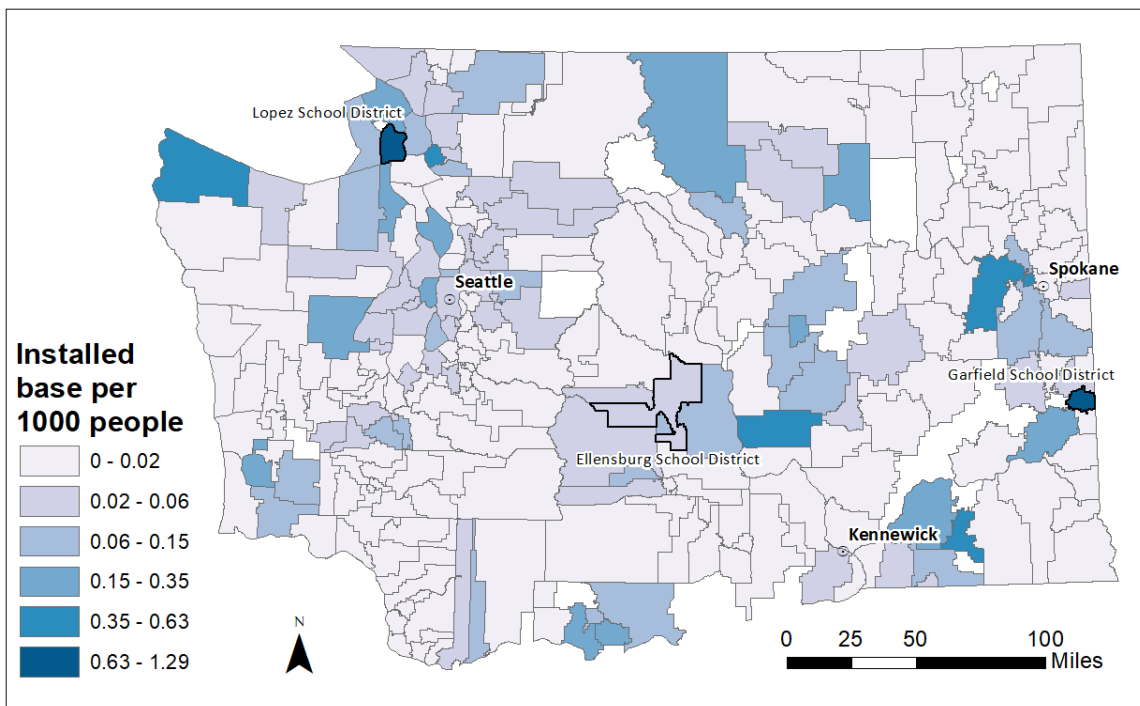 Lopez School District
Seattle
Spokane
Garfield School District
Ellensburg School District
Kennewick
Installed
base per
1000 people
0 - 0.02
0.02 - 0.06
0.06 - 0.15
0.15 - 0.35
0.35 - 0.63
0.63 - 1.29
N
0 25 50 100
Miles